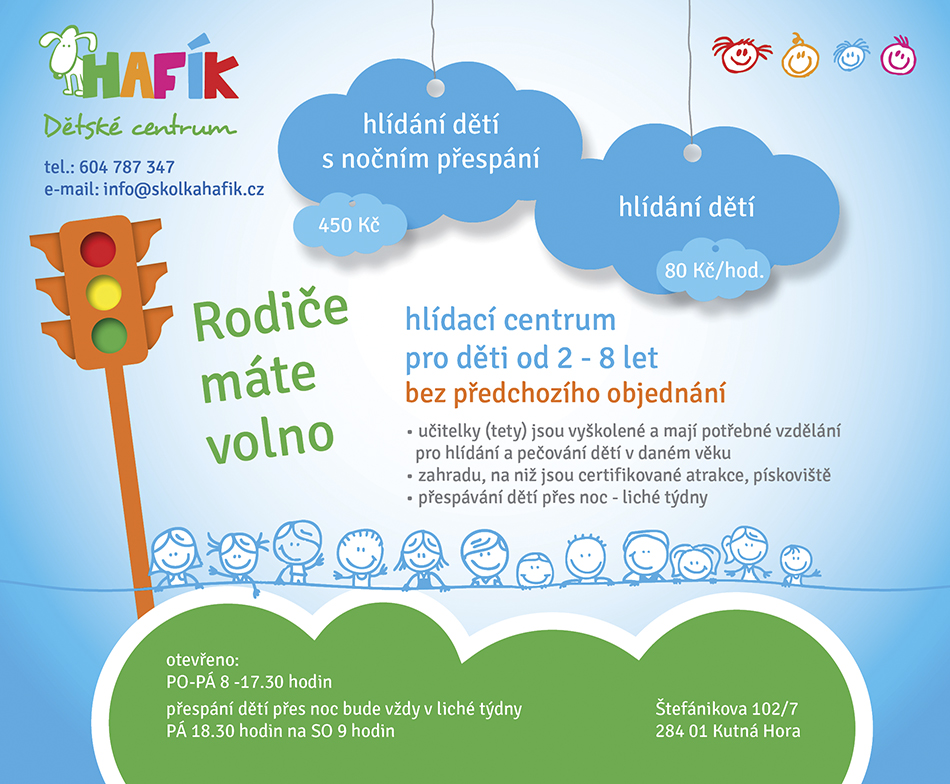 HAFÍK
Dětské centrum
tel.: 604 787 347
e-mail: info@skolkahafik.cz
hlídání dětí
s nočním přespání
450 Kč
hlídání dětí
80 Kč/hod.
Rodiče
máte
volno
hlídací centrum
pro děti od 2 - 8 let
bez předchozího objednání
• učitelky (tety) jsou vyškolené a mají potřebné vzdělání
pro hlídání a pečování dětí v daném věku
• zahradu, na niž jsou certifikované atrakce, pískoviště
• přespávání dětí přes noc - liché týdny
otevřeno:
PO-PÁ 8 -17.30 hodin
přespání dětí přes noc bude vždy v liché týdny
PÁ 18.30 hodin na SO 9 hodin
Štefánikova 102/7
284 01 Kutná Hora